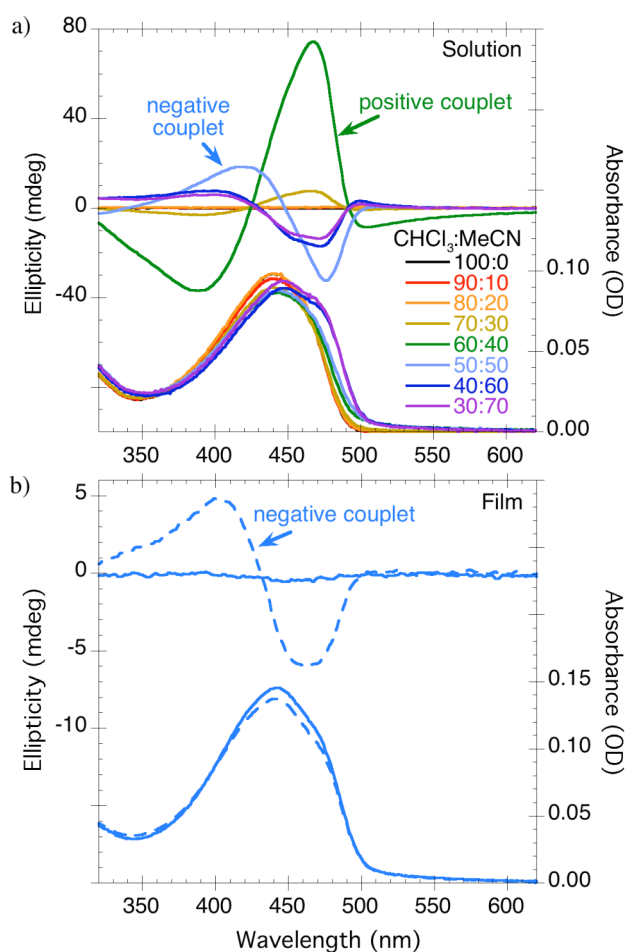 a)
80
Solution
negative
couplet
positive couplet
40
Ellipticity (mdeg)
0
-40
CHCl₃:MeCN
100:0
90:10
80:20
70:30
60:40
50:50
40:60
30:70
0.10
0.05
0.00
Absorbance (OD)
350 400 450 500 550 600
b)
5
Film
negative couplet
0
-5
-10
Ellipticity (mdeg)
0.15
0.10
0.05
0.00
Absorbance (OD)
350 400 450 500 550 600
Wavelength (nm)